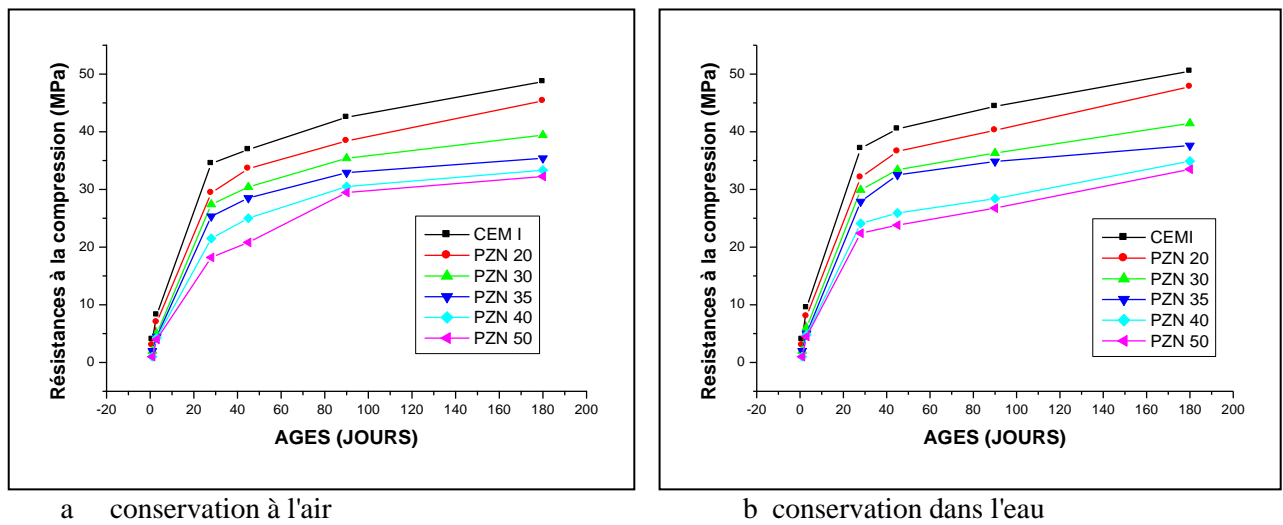 Résistances à la compression (MPa)
50
40
30
20
10
0
-20 0 20 40 60 80 100 120 140 160 180 200
AGES (JOURS)
CEM I
PZN 20
PZN 30
PZN 35
PZN 40
PZN 50
a conservation à l'air
Resistances à la compression (MPa)
50
40
30
20
10
0
-20 0 20 40 60 80 100 120 140 160 180 200
AGES (JOURS)
CEMI
PZN 20
PZN 30
PZN 35
PZN 40
PZN 50
b conservation dans l'eau